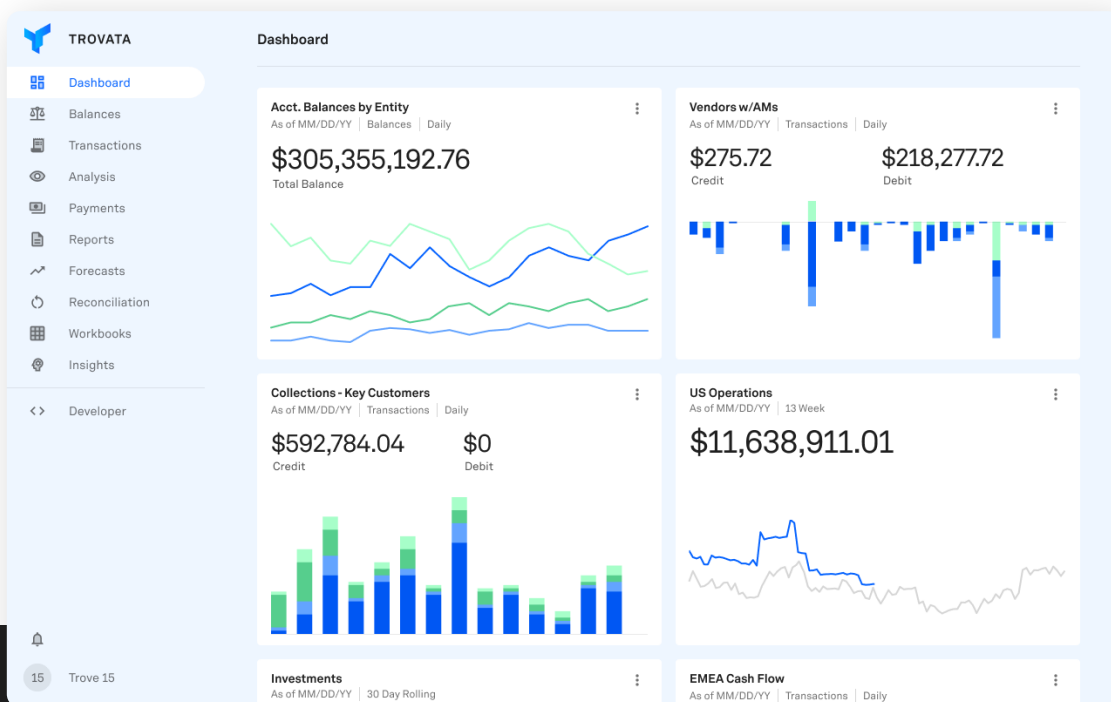 TROVATA
Dashboard
Balances
Transactions
Analysis
Payments
Reports
Forecasts
Reconciliation
Workbooks
Insights
Developer
15 Trove 15
Dashboard
Acct. Balances by Entity
As of MM/DD/YY Balances Daily
$305,355,192.76
Total Balance
Vendors w/AMs
As of MM/DD/YY Transactions Daily
$275.72 $218,277.72
Credit Debit
Collections - Key Customers
As of MM/DD/YY Transactions Daily
$592,784.04 $0
Credit Debit
US Operations
As of MM/DD/YY 13 Week
$11,638,911.01
Investments
As of MM/DD/YY 30 Day Rolling
EMEA Cash Flow
As of MM/DD/YY Transactions Daily